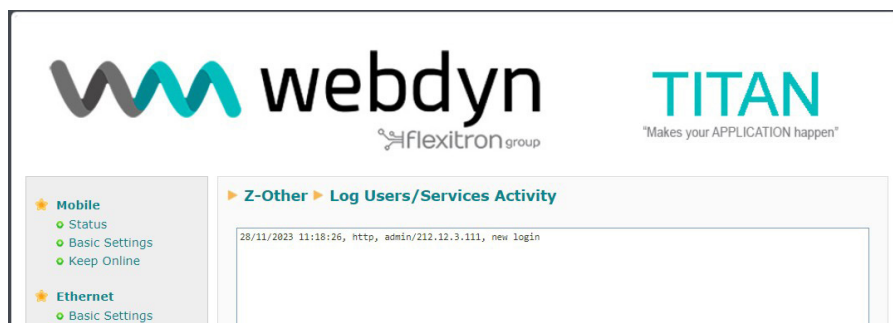 webdyn
flexitron group
TITAN
"Makes your APPLICATION happen"
Mobile
Status
Basic Settings
Keep Online
Ethernet
Basic Settings
Z-Other Log Users/Services Activity
28/11/2023 11:18:26, http, admin/212.12.3.111, new login